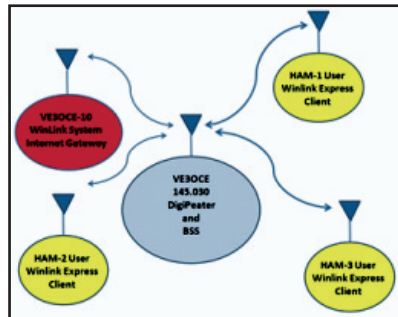 HAM-1 User
Winlink Express
Client
VE3OCE-10
WinLink System
Internet Gateway
VE3OCE
145.030
DigiPeater
and
BSS
HAM-2 User
Winlink Express
Client
HAM-3 User
Winlink Express
Client